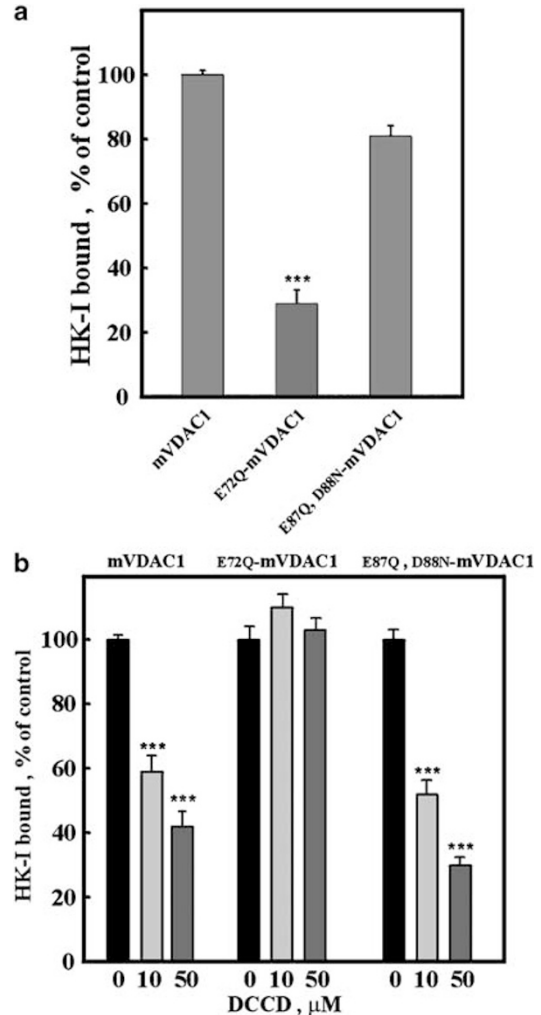 a
HK-I bound , % of control
100
80
60
40
20
0
***
mVDAC1
E72Q-mVDAC1
E87Q, D88N-mVDAC1
b
mVDAC1 E72Q-mVDAC1 E87Q , D88N-mVDAC1
HK-I bound , % of control
100
80
60
40
20
0
***
***
***
***
0 10 50 0 10 50 0 10 50
DCCD , μM